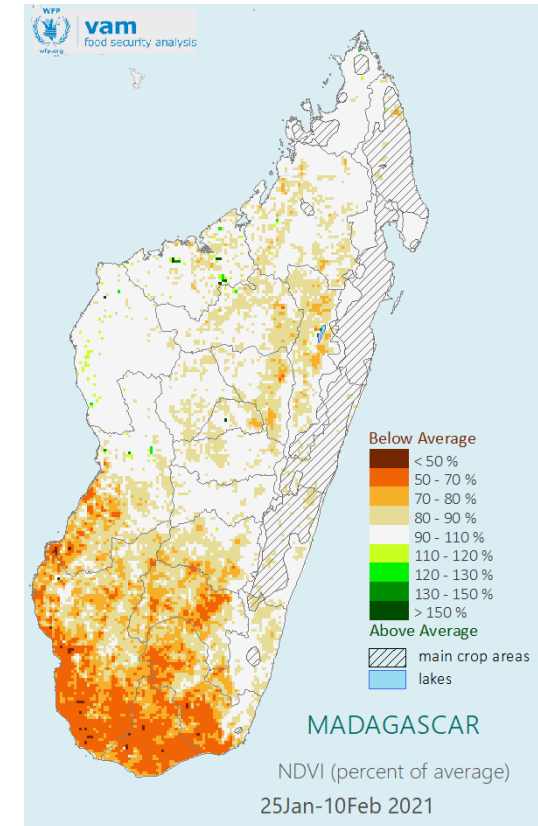 WFP
wfp.org
vam
food security analysis
Below Average
< 50 %
50 - 70 %
70 - 80 %
80 - 90 %
90 - 110 %
110 - 120 %
120 - 130 %
130 - 150 %
> 150 %
Above Average
main crop areas
lakes
MADAGASCAR
NDVI (percent of average)
25Jan-10Feb 2021